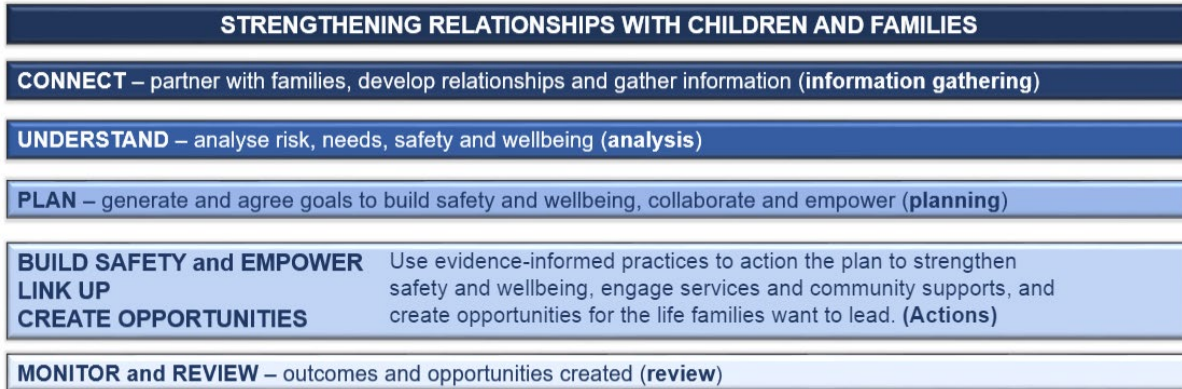 STRENGTHENING RELATIONSHIPS WITH CHILDREN AND FAMILIES
CONNECT – partner with families, develop relationships and gather information (information gathering)
UNDERSTAND – analyse risk, needs, safety and wellbeing (analysis)
PLAN – generate and agree goals to build safety and wellbeing, collaborate and empower (planning)
BUILD SAFETY and EMPOWER
LINK UP
CREATE OPPORTUNITIES
Use evidence-informed practices to action the plan to strengthen
safety and wellbeing, engage services and community supports, and
create opportunities for the life families want to lead. (Actions)
MONITOR and REVIEW – outcomes and opportunities created (review)